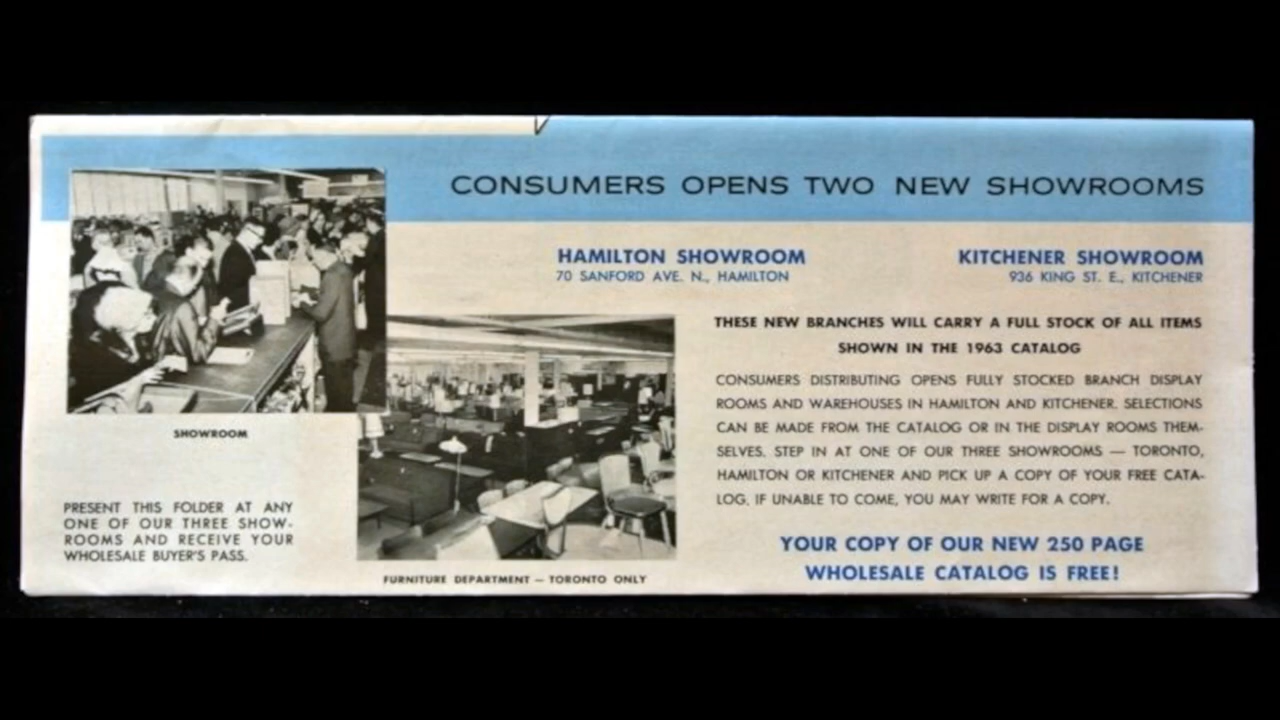 CONSUMERS OPENS TWO NEW SHOWROOMS
HAMILTON SHOWROOM
70 SANFORD AVE. N., HAMILTON
KITCHENER SHOWROOM
936 KING ST. E., KITCHENER
THESE NEW BRANCHES WILL CARRY A FULL STOCK OF ALL ITEMS
SHOWN IN THE 1963 CATALOG
CONSUMERS DISTRIBUTING OPENS FULLY STOCKED BRANCH DISPLAY
ROOMS AND WAREHOUSES IN HAMILTON AND KITCHENER. SELECTIONS
CAN BE MADE FROM THE CATALOG OR IN THE DISPLAY ROOMS THEM-
SELVES. STEP IN AT ONE OF OUR THREE SHOWROOMS — TORONTO,
HAMILTON OR KITCHENER AND PICK UP A COPY OF YOUR FREE CATA-
LOG. IF UNABLE TO COME, YOU MAY WRITE FOR A COPY.
YOUR COPY OF OUR NEW 250 PAGE
WHOLESALE CATALOG IS FREE!
SHOWROOM
PRESENT THIS FOLDER AT ANY
ONE OF OUR THREE SHOW-
ROOMS AND RECEIVE YOUR
WHOLESALE BUYER'S PASS.
FURNITURE DEPARTMENT — TORONTO ONLY